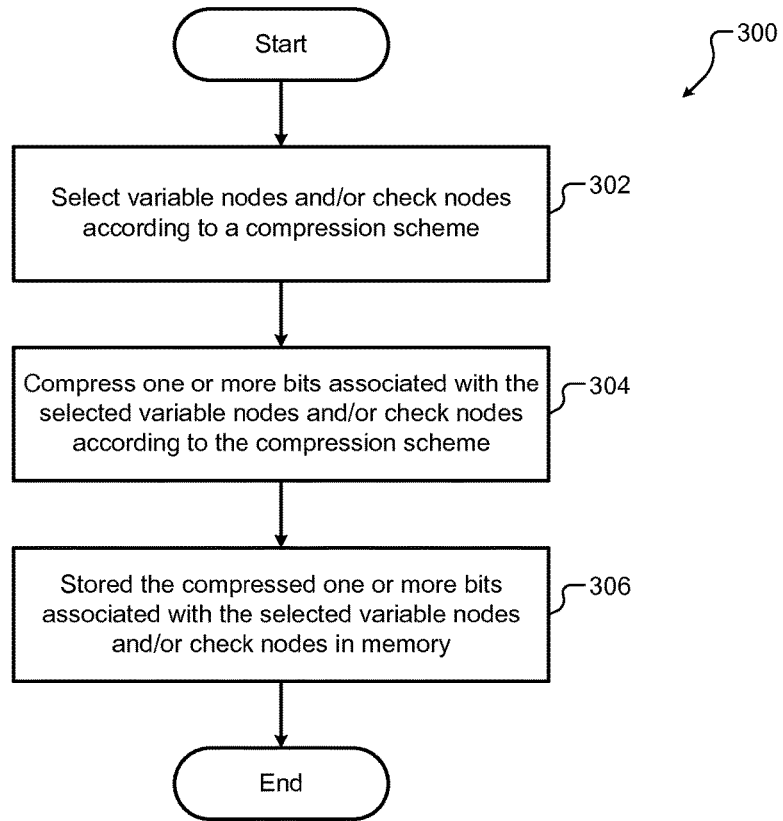 Start
300
Select variable nodes and/or check nodes
according to a compression scheme
302
Compress one or more bits associated with the
selected variable nodes and/or check nodes
according to the compression scheme
304
Stored the compressed one or more bits
associated with the selected variable nodes
and/or check nodes in memory
306
End